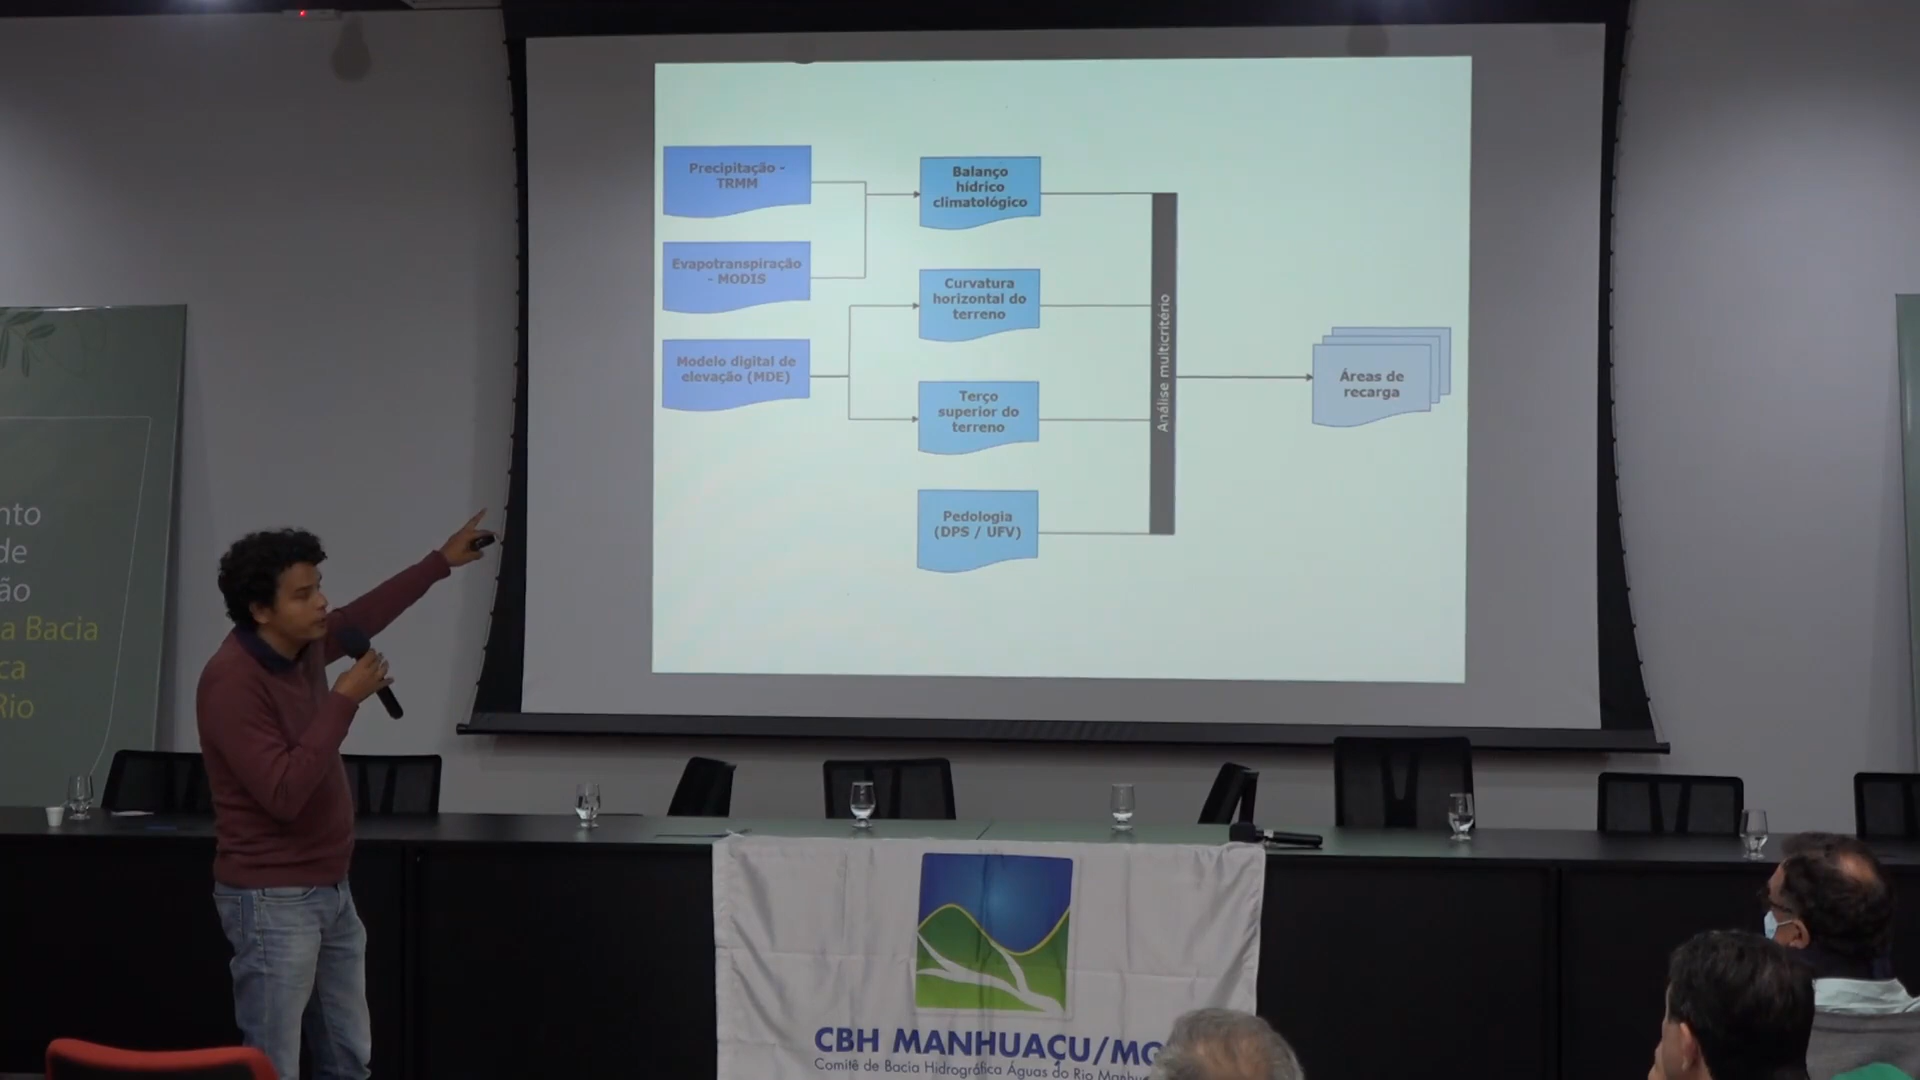 Precipitação -
TRMM
Evapotranspiração
- MODIS
Modelo digital de
elevação (MDE)
Balanço
hídrico
climatológico
Curvatura
horizontal do
terreno
Terço
superior do
terreno
Pedologia
(DPS / UFV)
Análise multicritério
Áreas de
recarga
nto
de
ão
a Bacia
ca
Rio
CBH MANHUAÇU/MG
Comitê de Bacia Hidrográfica Águas do Rio Manhu